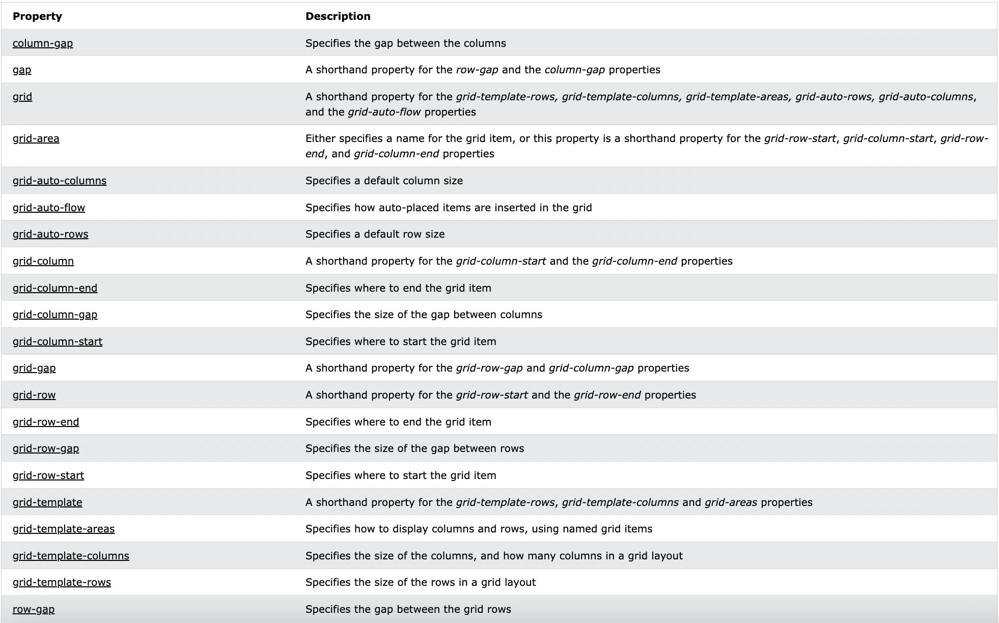 Property Description
column-gap Specifies the gap between the columns
gap A shorthand property for the row-gap and the column-gap properties
grid A shorthand property for the grid-template-rows, grid-template-columns, grid-template-areas, grid-auto-rows, grid-auto-columns,
and the grid-auto-flow properties
grid-area Either specifies a name for the grid item, or this property is a shorthand property for the grid-row-start, grid-column-start, grid-row-
end, and grid-column-end properties
grid-auto-columns Specifies a default column size
grid-auto-flow Specifies how auto-placed items are inserted in the grid
grid-auto-rows Specifies a default row size
grid-column A shorthand property for the grid-column-start and the grid-column-end properties
grid-column-end Specifies where to end the grid item
grid-column-gap Specifies the size of the gap between columns
grid-column-start Specifies where to start the grid item
grid-gap A shorthand property for the grid-row-gap and grid-column-gap properties
grid-row A shorthand property for the grid-row-start and the grid-row-end properties
grid-row-end Specifies where to end the grid item
grid-row-gap Specifies the size of the gap between rows
grid-row-start Specifies where to start the grid item
grid-template A shorthand property for the grid-template-rows, grid-template-columns and grid-areas properties
grid-template-areas Specifies how to display columns and rows, using named grid items
grid-template-columns Specifies the size of the columns, and how many columns in a grid layout
grid-template-rows Specifies the size of the rows in a grid layout
row-gap Specifies the gap between the grid rows